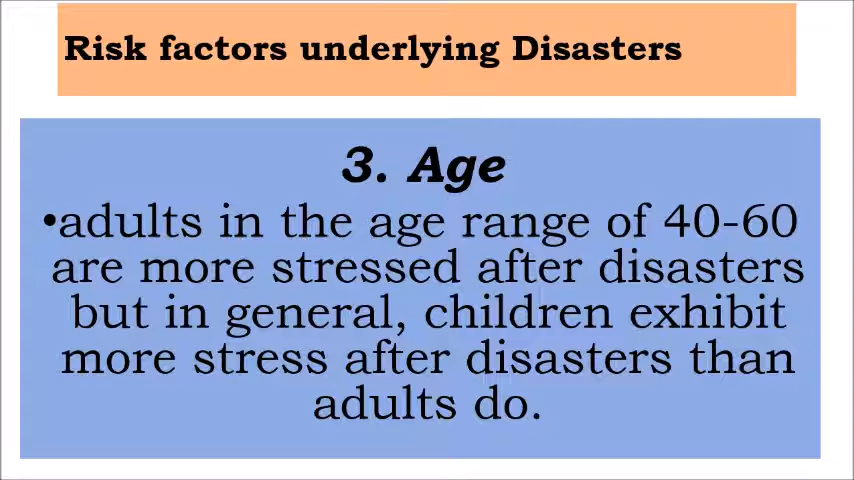 Risk factors underlying Disasters
3. Age
•adults in the age range of 40-60
are more stressed after disasters
but in general, children exhibit
more stress after disasters than
adults do.